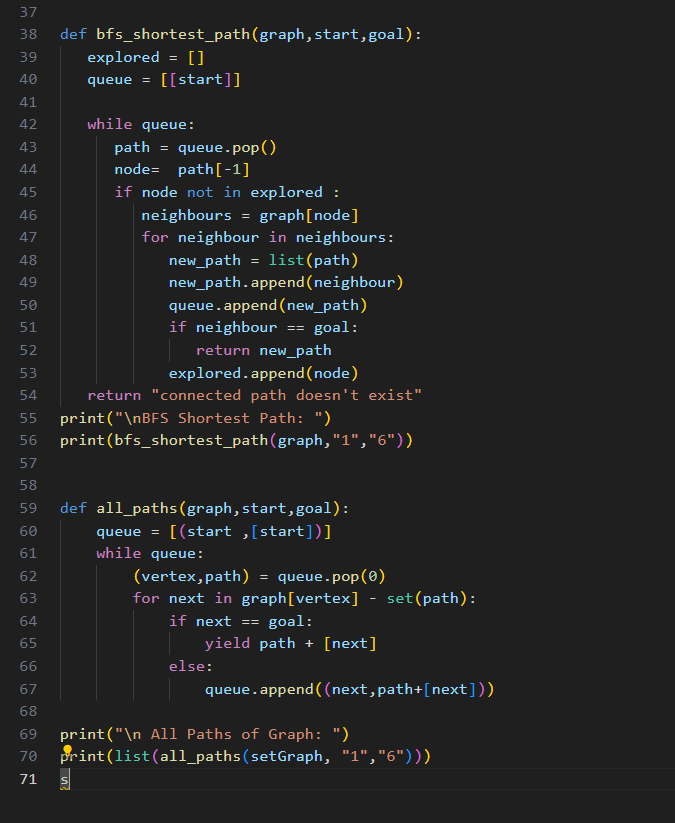 37
38 def bfs_shortest_path(graph,start,goal):
39 explored = []
40 queue = [[start]]
41
42 while queue:
43 path = queue.pop()
44 node=  path[-1]
45 if node not in explored :
46 neighbours = graph[node]
47 for neighbour in neighbours:
48 new_path = list(path)
49 new_path.append(neighbour)
50 queue.append(new_path)
51 if neighbour == goal:
52 return new_path
53 explored.append(node)
54 return "connected path doesn't exist"
55 print("\nBFS Shortest Path: ")
56 print(bfs_shortest_path(graph,"1","6"))
57
58
59 def all_paths(graph,start,goal):
60 queue = [(start ,[start])]
61 while queue:
62 (vertex,path) = queue.pop(0)
63 for next in graph[vertex] - set(path):
64 if next == goal:
65 yield path + [next]
66 else:
67 queue.append((next,path+[next]))
68
69 print("\n All Paths of Graph: ")
70 print(list(all_paths(setGraph, "1","6")))
71 s